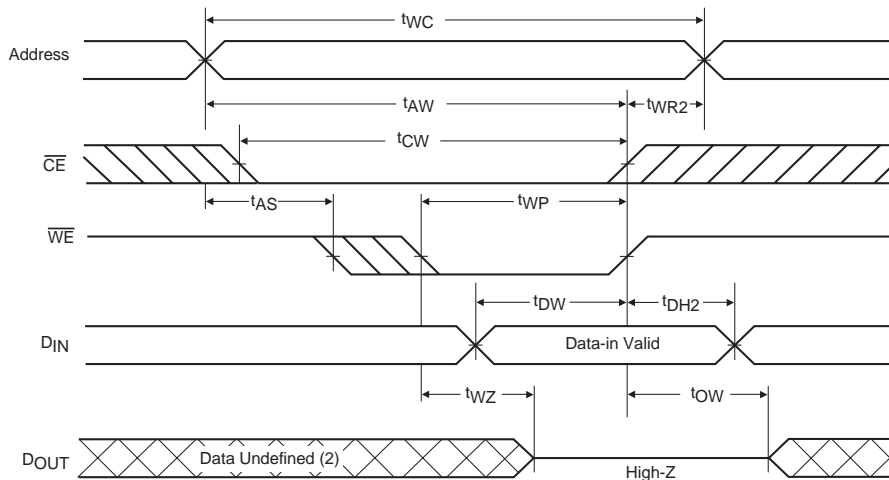 tWC
Address
tAW
tWR2
tCW
CE
tAS
tWP
WE
tDW
tDH2
DIN
Data-in Valid
tWZ
tOW
DOUT
Data Undefined (2)
High-Z